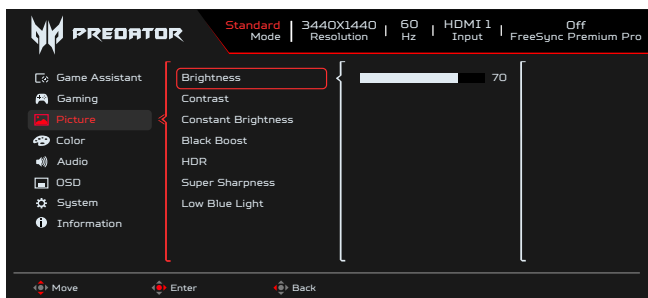 PREDATOR
Standard Mode | 3440X1440 Resolution | 60 Hz | HDMI 1 Input | Off FreeSync Premium Pro
Game Assistant
Gaming
Picture
Color
Audio
OSD
System
Information
Brightness
Contrast
Constant Brightness
Black Boost
HDR
Super Sharpness
Low Blue Light
70
Move
Enter
Back